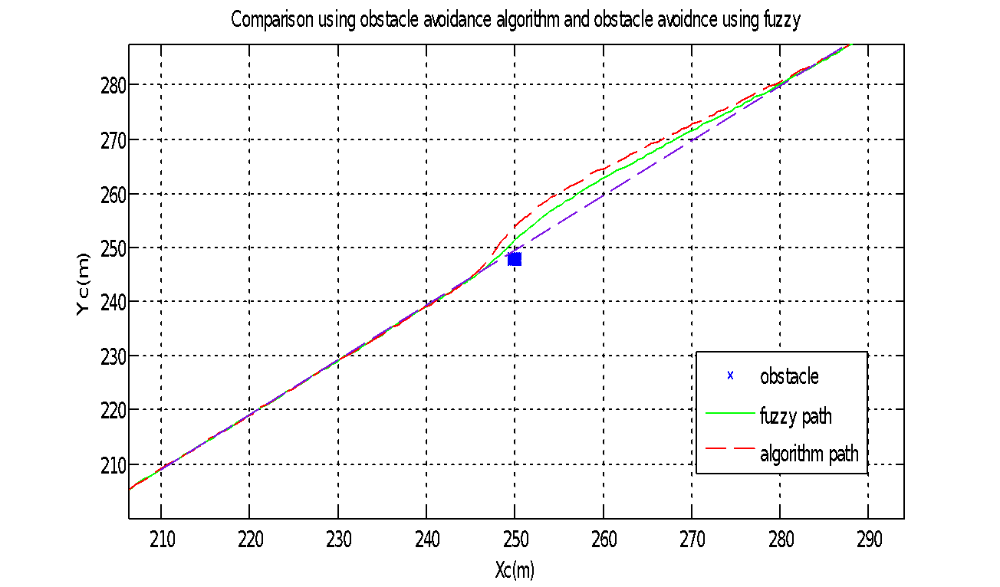 Comparison using obstacle avoidance algorithm and obstacle avoidnce using fuzzy
280
270
260
250
240
230
220
210
Yc(m)
obstacle
fuzzy path
algorithm path
210 220 230 240 250 260 270 280 290
Xc(m)